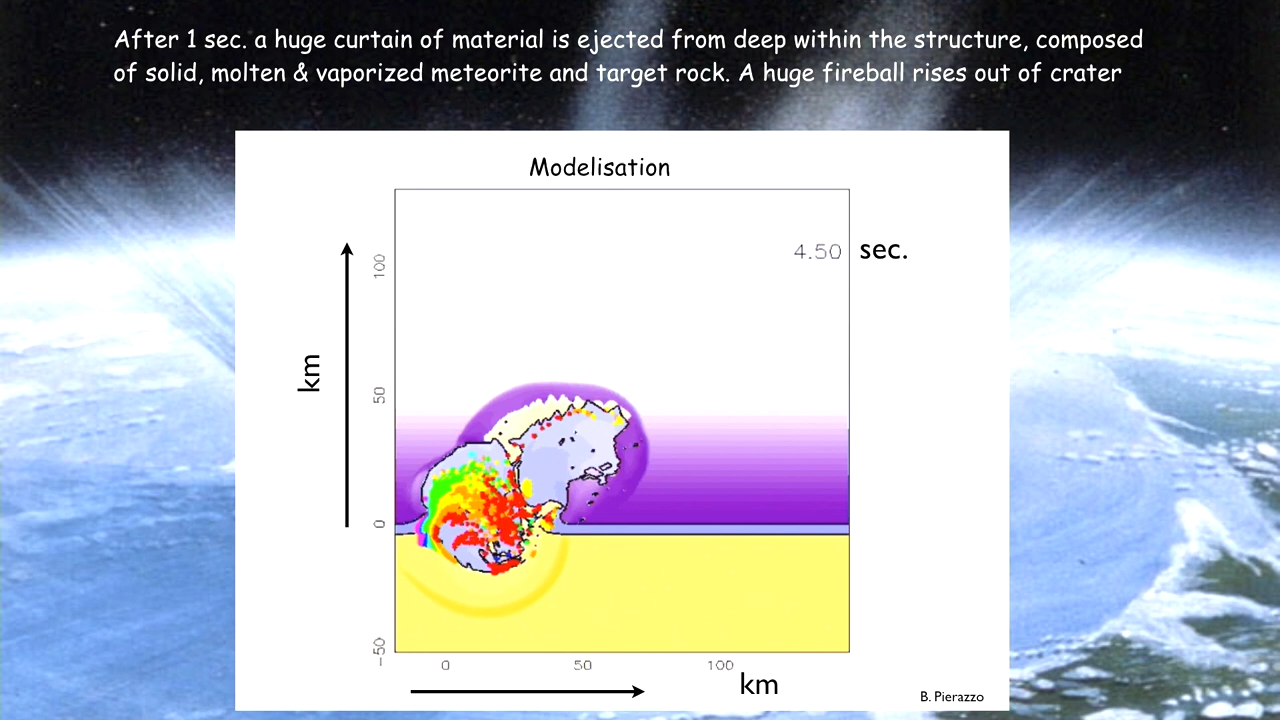 After 1 sec. a huge curtain of material is ejected from deep within the structure, composed
of solid, molten & vaporized meteorite and target rock. A huge fireball rises out of crater
Modelisation
4.50 sec.
100
50
0
-50
km
0 50 100
km
B. Pierazzo